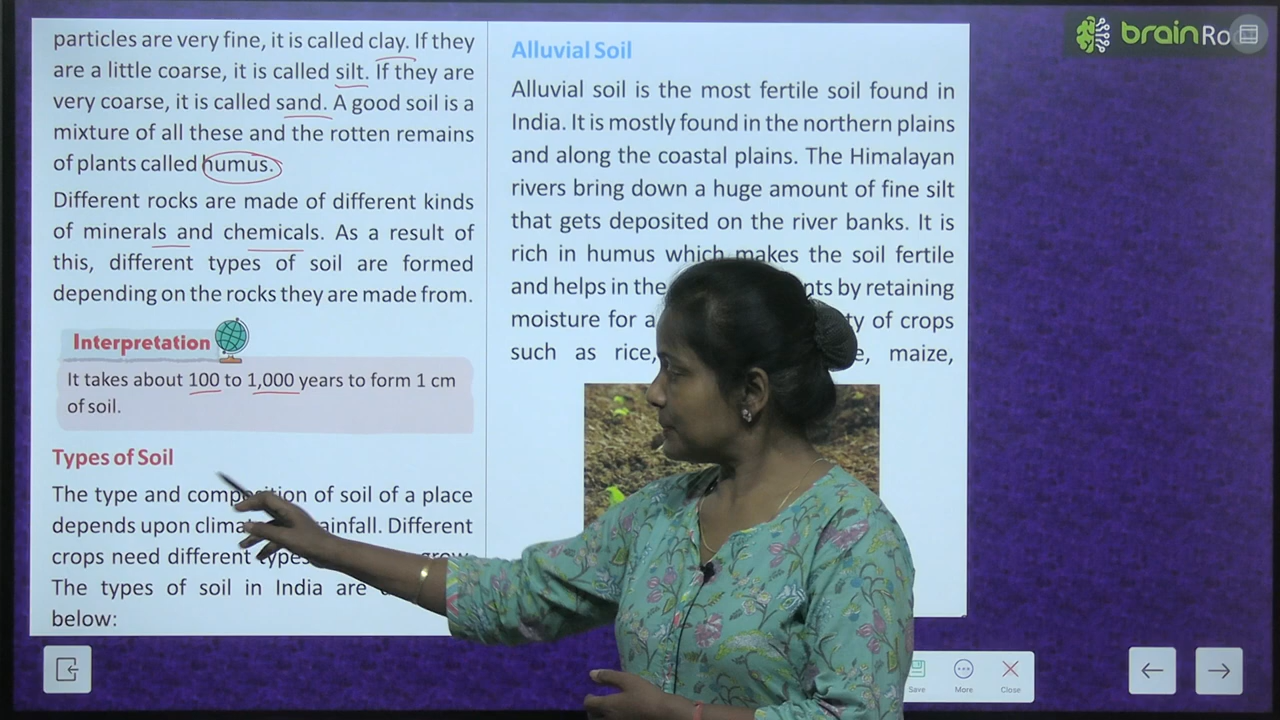 particles are very fine, it is called clay. If they
are a little coarse, it is called silt. If they are
very coarse, it is called sand. A good soil is a
mixture of all these and the rotten remains
of plants called humus.
Different rocks are made of different kinds
of minerals and chemicals. As a result of
this, different types of soil are formed
depending on the rocks they are made from.
Interpretation
It takes about 100 to 1,000 years to form 1 cm
of soil.
Types of Soil
The type and composition of soil of a place
depends upon rainfall. Different
crops need different types grow.
The types of soil in India are
below:
Alluvial Soil
Alluvial soil is the most fertile soil found in
India. It is mostly found in the northern plains
and along the coastal plains. The Himalayan
rivers bring down a huge amount of fine silt
that gets deposited on the river banks. It is
rich in humus which makes the soil fertile
and helps in the by retaining
moisture for a of crops
such as rice, maize,
brain
Save
More
Close